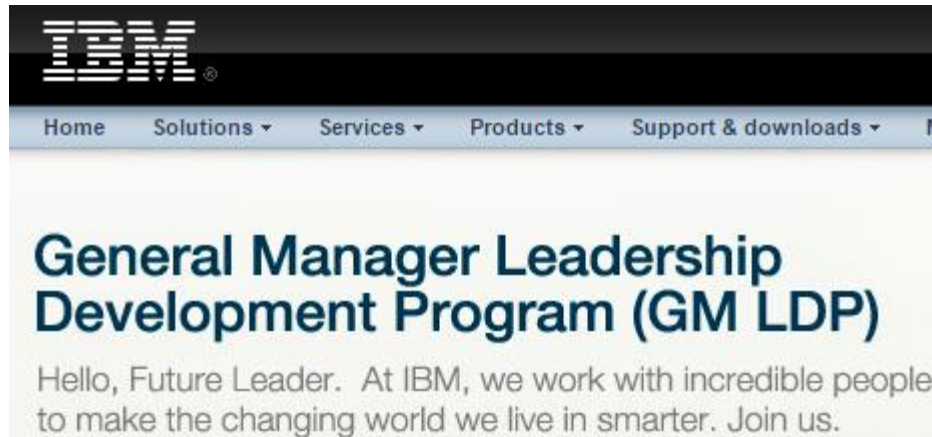 IBM®
Home Solutions Services Products Support & downloads
General Manager Leadership
Development Program (GM LDP)
Hello, Future Leader. At IBM, we work with incredible people
to make the changing world we live in smarter. Join us.